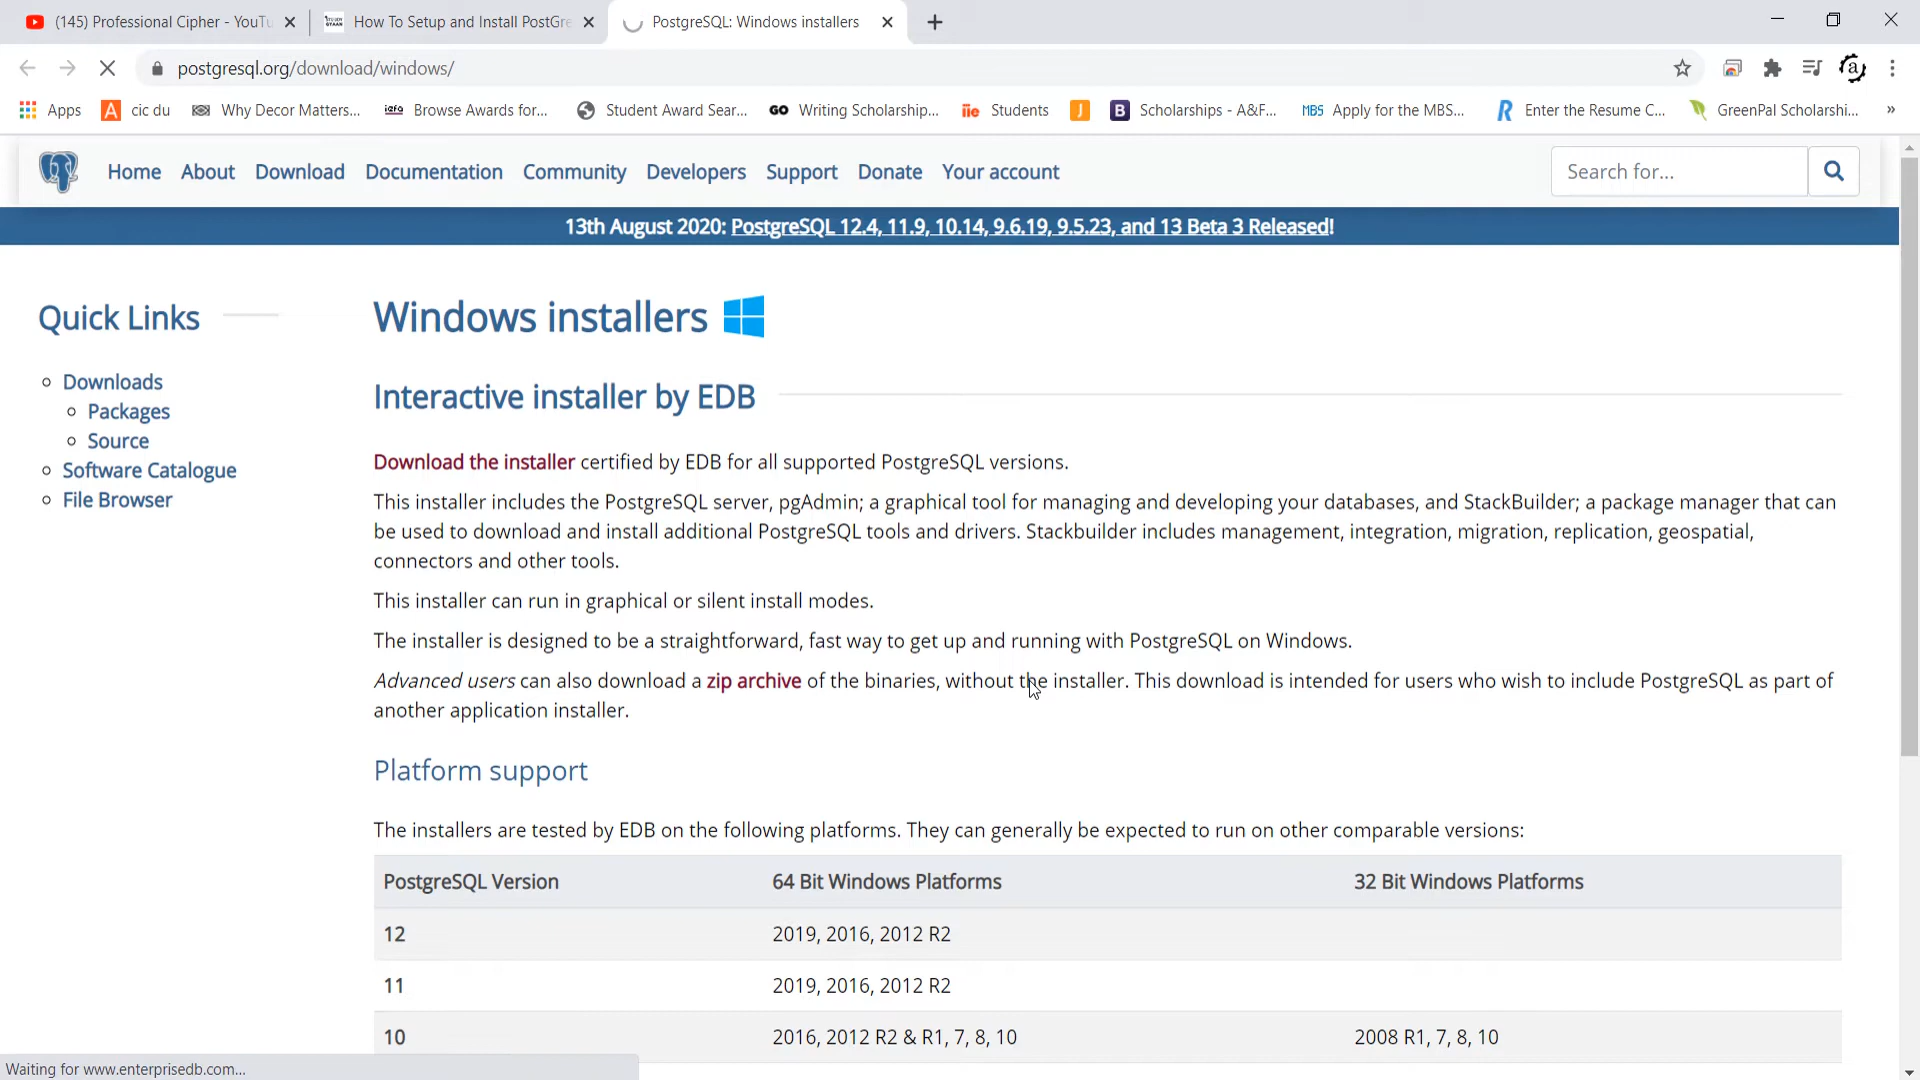 (145) Professional Cipher - YouTu
How To Setup and Install PostGre
PostgreSQL: Windows installers
postgresql.org/download/windows/
a
Apps
A cic du
Why Decor Matters...
iefa Browse Awards for...
Student Award Sear...
GO Writing Scholarship...
iie Students
J
B Scholarships - A&F...
MBS Apply for the MBS...
R Enter the Resume C...
GreenPal Scholarshi...
»
Home About Download Documentation Community Developers Support Donate Your account
Search for...
13th August 2020: PostgreSQL 12.4, 11.9, 10.14, 9.6.19, 9.5.23, and 13 Beta 3 Released!
Quick Links
Downloads
Packages
Source
Software Catalogue
File Browser
Windows installers
Interactive installer by EDB
Download the installer certified by EDB for all supported PostgreSQL versions.
This installer includes the PostgreSQL server, pgAdmin; a graphical tool for managing and developing your databases, and StackBuilder; a package manager that can
be used to download and install additional PostgreSQL tools and drivers. Stackbuilder includes management, integration, migration, replication, geospatial,
connectors and other tools.
This installer can run in graphical or silent install modes.
The installer is designed to be a straightforward, fast way to get up and running with PostgreSQL on Windows.
Advanced users can also download a zip archive of the binaries, without the installer. This download is intended for users who wish to include PostgreSQL as part of
another application installer.
Platform support
The installers are tested by EDB on the following platforms. They can generally be expected to run on other comparable versions:
PostgreSQL Version 64 Bit Windows Platforms 32 Bit Windows Platforms
12 2019, 2016, 2012 R2
11 2019, 2016, 2012 R2
10 2016, 2012 R2 & R1, 7, 8, 10 2008 R1, 7, 8, 10
Waiting for www.enterprisedb.com...